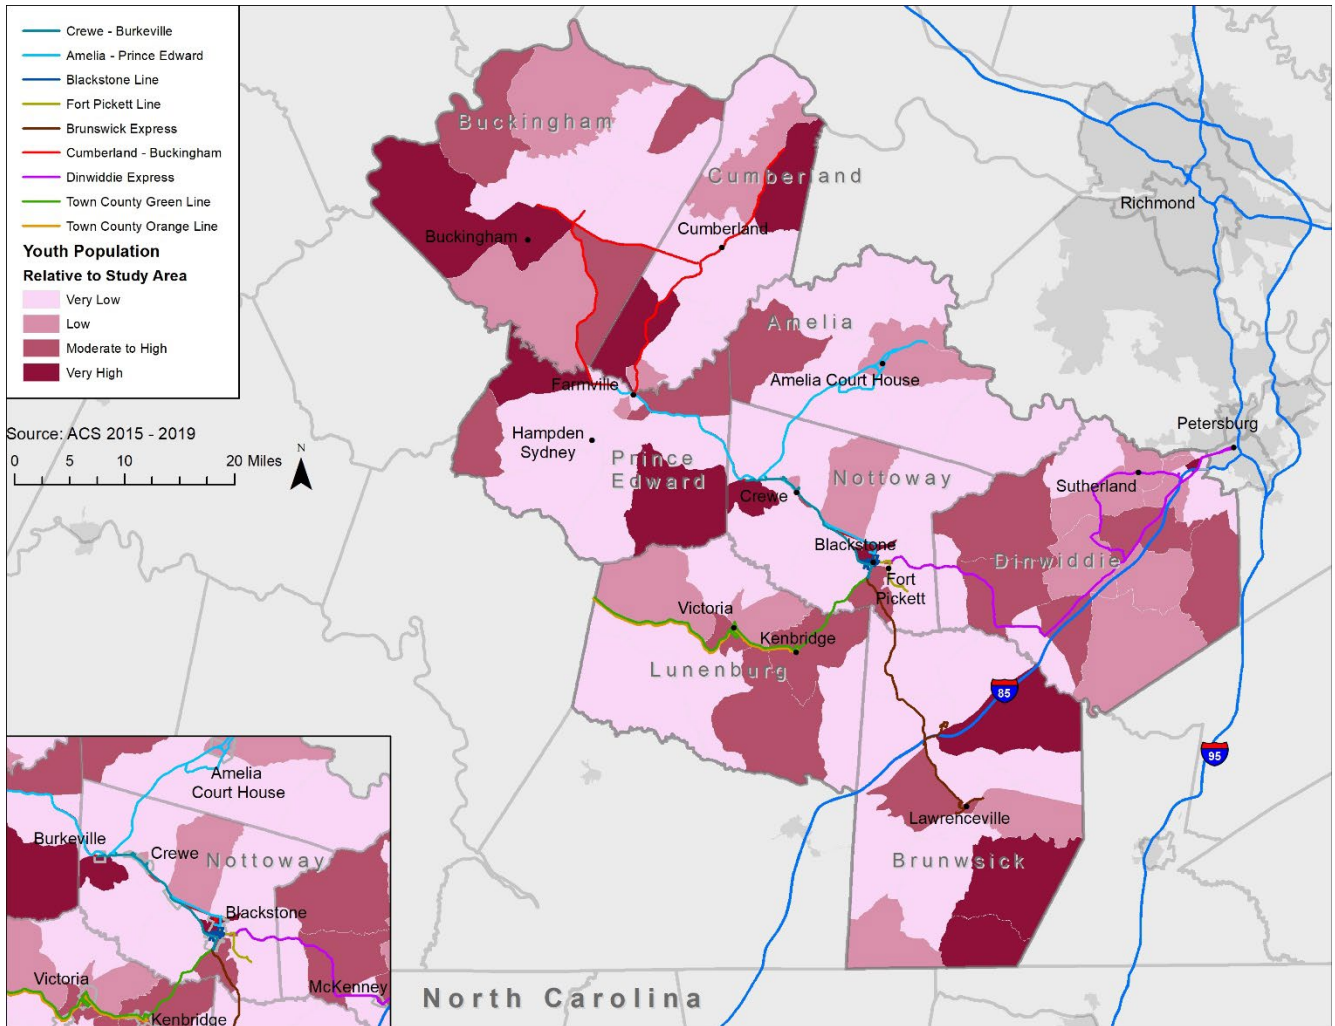 Crewe - Burkeville
Amelia - Prince Edward
Blackstone Line
Fort Pickett Line
Brunswick Express
Cumberland - Buckingham
Dinwiddie Express
Town County Green Line
Town County Orange Line
Youth Population
Relative to Study Area
Very Low
Low
Moderate to High
Very High
Source: ACS 2015 - 2019
N
0 5 10 20 Miles
Buckingham
Cumberland
Richmond
Buckingham
Cumberland
Amelia
Amelia Court House
Farmville
Hampden
Sydney
Prince
Edward
Petersburg
Sutherland
Nottoway
Crewe
Blackstone
Fort
Pickett
Dinwiddie
Victoria
Kenbridge
Lunenburg
85
95
Lawrenceville
Brunwsick
North Carolina
Amelia
Court House
Burkeville
Crewe
Nottoway
Blackstone
Victoria
McKenney
Kenbridge